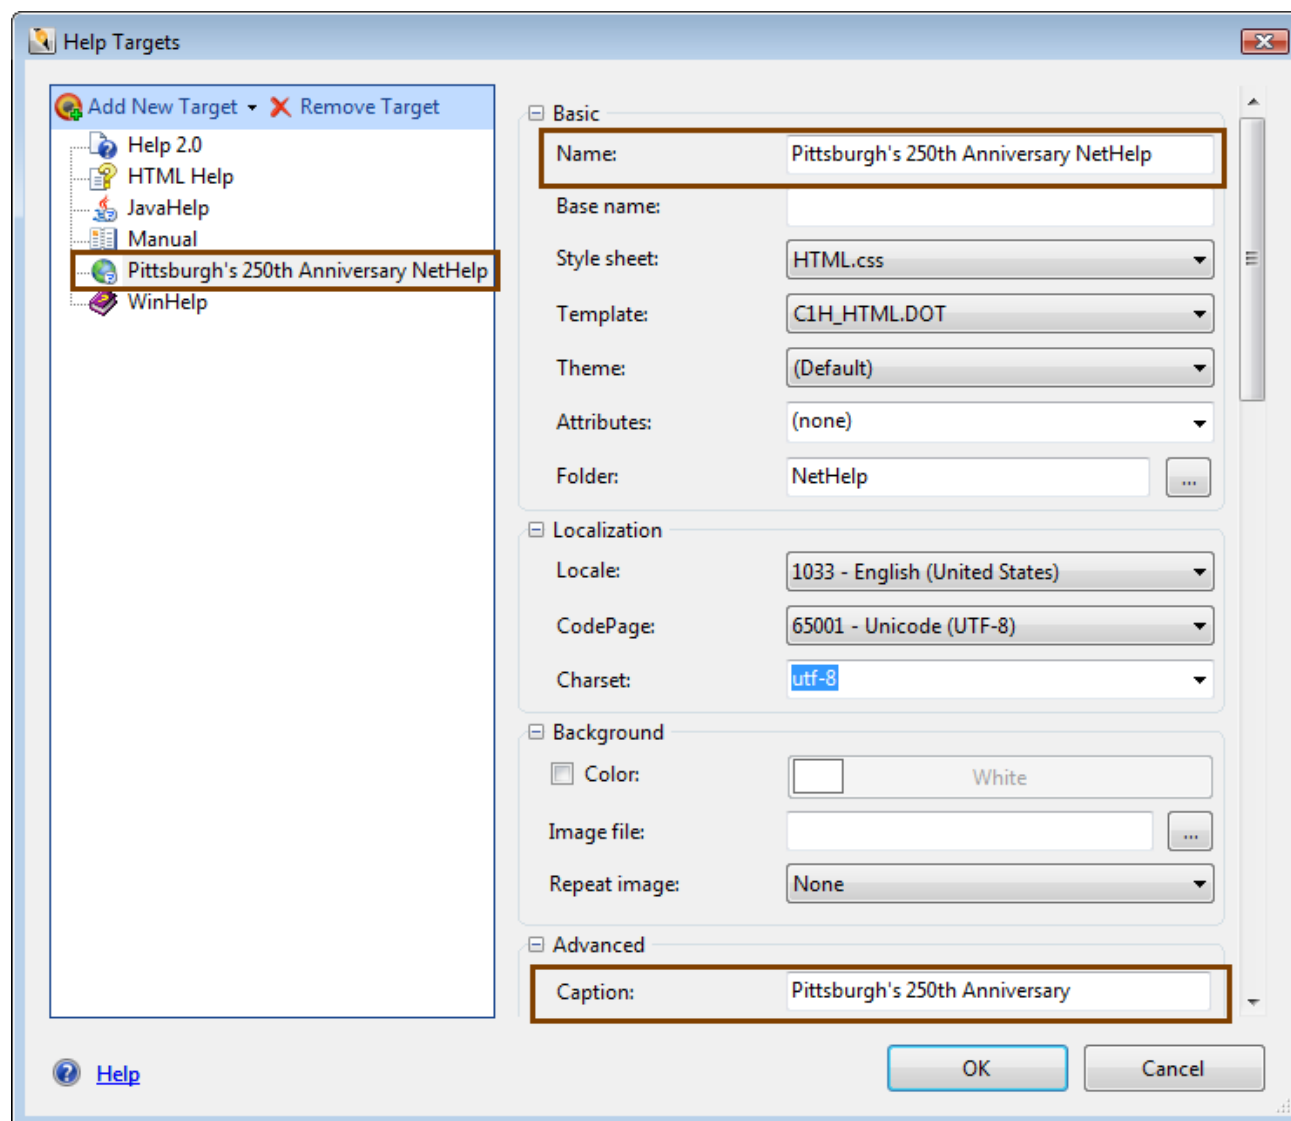 Help Targets
Add New Target Remove Target
Help 2.0
HTML Help
JavaHelp
Manual
Pittsburgh's 250th Anniversary NetHelp
WinHelp
Basic
Name: Pittsburgh's 250th Anniversary NetHelp
Base name:
Style sheet: HTML.css
Template: C1H_HTML.DOT
Theme: (Default)
Attributes: (none)
Folder: NetHelp ...
Localization
Locale: 1033 - English (United States)
CodePage: 65001 - Unicode (UTF-8)
Charset: utf-8
Background
Color: White
Image file: ...
Repeat image: None
Advanced
Caption: Pittsburgh's 250th Anniversary
Help OK Cancel